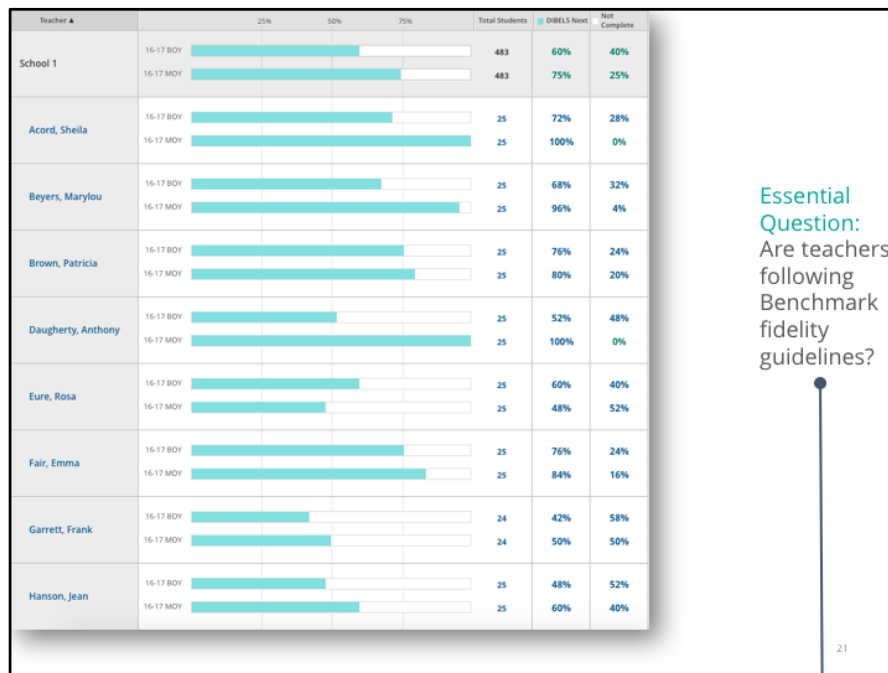 Teacher ▲ 25% 50% 75% Total Students DIBELS Next Not Complete
School 1
16-17 BOY 483 60% 40%
16-17 MOY 483 75% 25%
Acord, Sheila
16-17 BOY 25 72% 28%
16-17 MOY 25 100% 0%
Beyers, Marylou
16-17 BOY 25 68% 32%
16-17 MOY 25 96% 4%
Brown, Patricia
16-17 BOY 25 76% 24%
16-17 MOY 25 80% 20%
Daugherty, Anthony
16-17 BOY 25 52% 48%
16-17 MOY 25 100% 0%
Eure, Rosa
16-17 BOY 25 60% 40%
16-17 MOY 25 48% 52%
Fair, Emma
16-17 BOY 25 76% 24%
16-17 MOY 25 84% 16%
Garrett, Frank
16-17 BOY 24 42% 58%
16-17 MOY 24 50% 50%
Hanson, Jean
16-17 BOY 25 48% 52%
16-17 MOY 25 60% 40%
Essential
Question:
Are teachers
following
Benchmark
fidelity
guidelines?
21